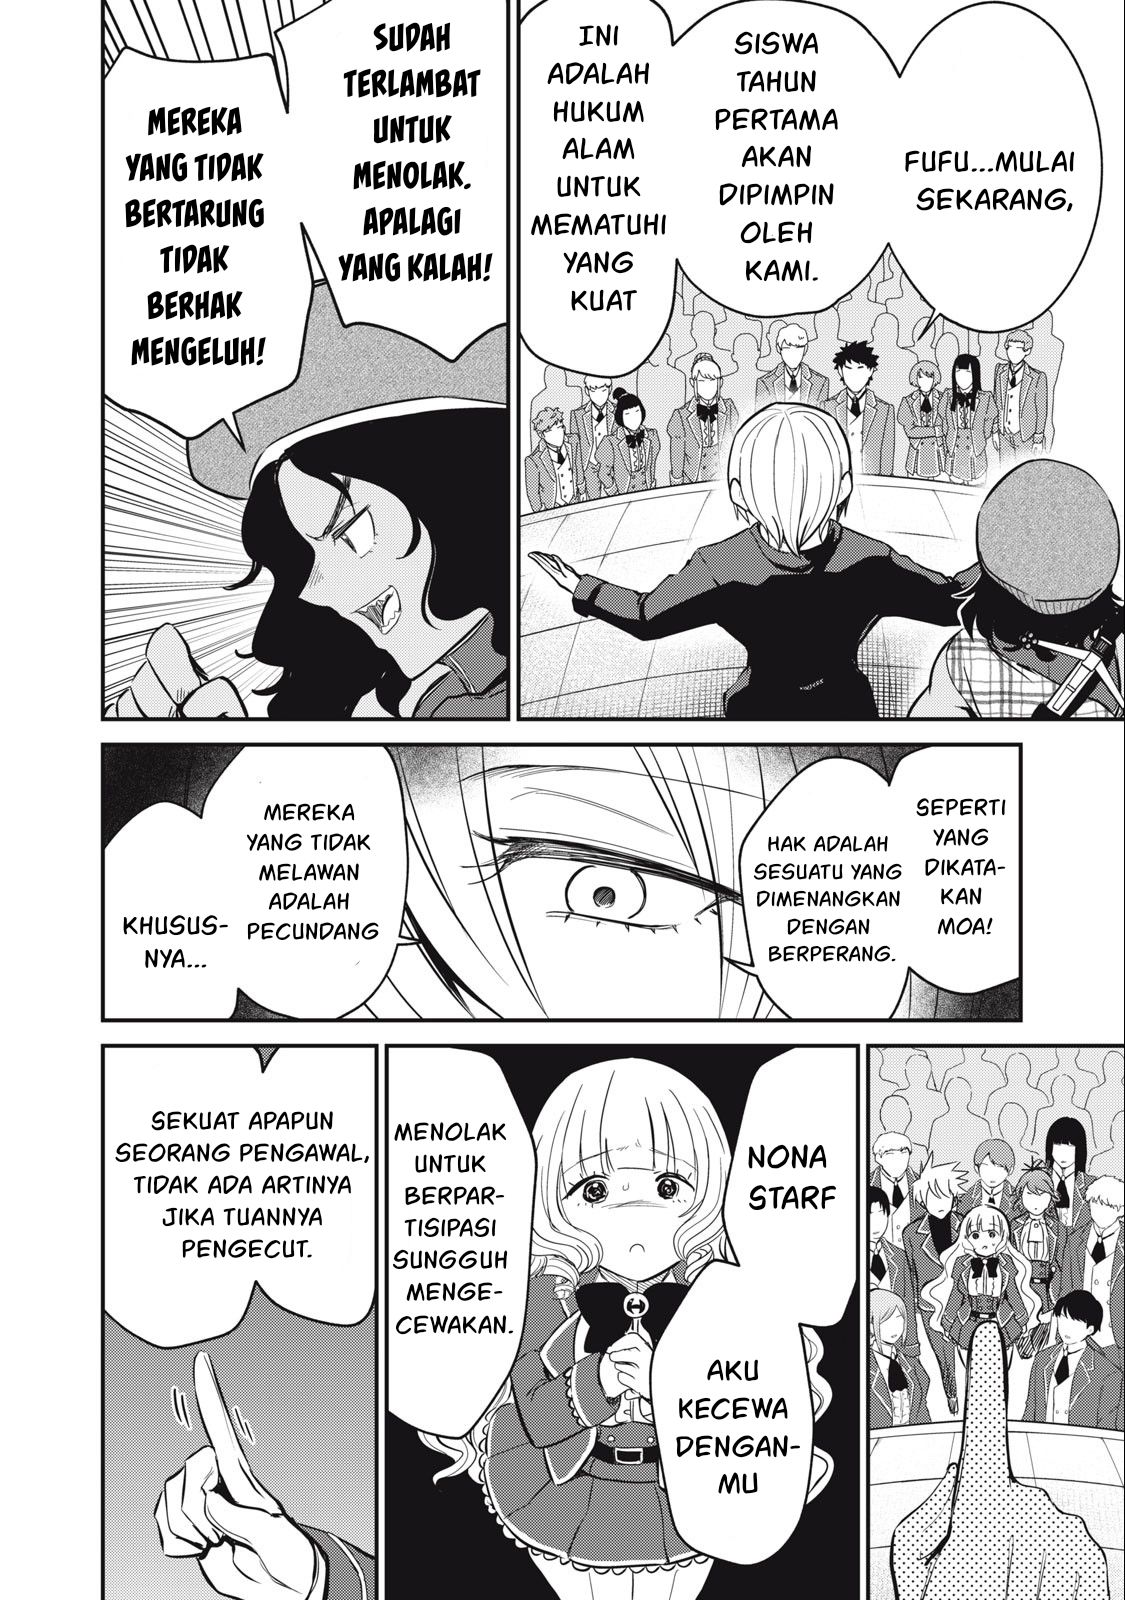 FUFU...MULAI
SEKARANG,
SISWA
TAHUN
PERTAMA
AKAN
DIPIMPIN
OLEH
KAMI.
INI
ADALAH
HUKUM
ALAM
UNTUK
MEMATUHI
YANG
KUAT
SUDAH
TERLAMBAT
UNTUK
MENOLAK.
APALAGI
YANG KALAH!
MEREKA
YANG TIDAK
BERTARUNG
TIDAK
BERHAK
MENGELUH!
SEPERTI
YANG
DIKATA-
KAN
MOA!
HAK ADALAH
SESUATU YANG
DIMENANGKAN
DENGAN
BERPERANG.
MEREKA
YANG TIDAK
MELAWAN
ADALAH
PECUNDANG
KHUSUS-
NYA...
NONA
STARF
AKU
KECEWA
DENGAN-
MU
MENOLAK
UNTUK
BERPAR-
TISIPASI
SUNGGUH
MENGE-
CEWAKAN.
SEKUAT APAPUN
SEORANG PENGAWAL,
TIDAK ADA ARTINYA
JIKA TUANNYA
PENGECUT.